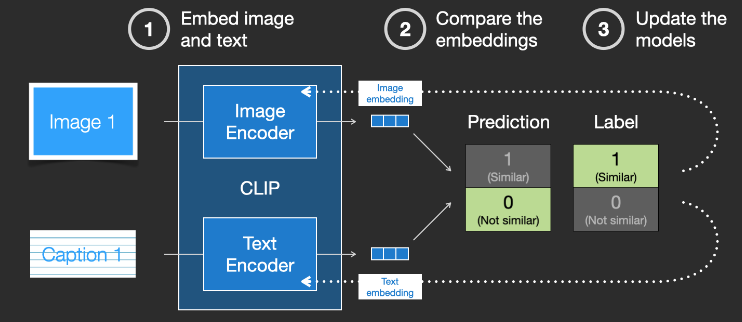 1 Embed image
and text
2 Compare the
embeddings
3 Update the
models
Image 1
Image
Encoder
CLIP
Text
Encoder
Caption 1
Image
embedding
Text
embedding
Prediction
1
(Similar)
0
(Not similar)
Label
1
(Similar)
0
(Not similar)